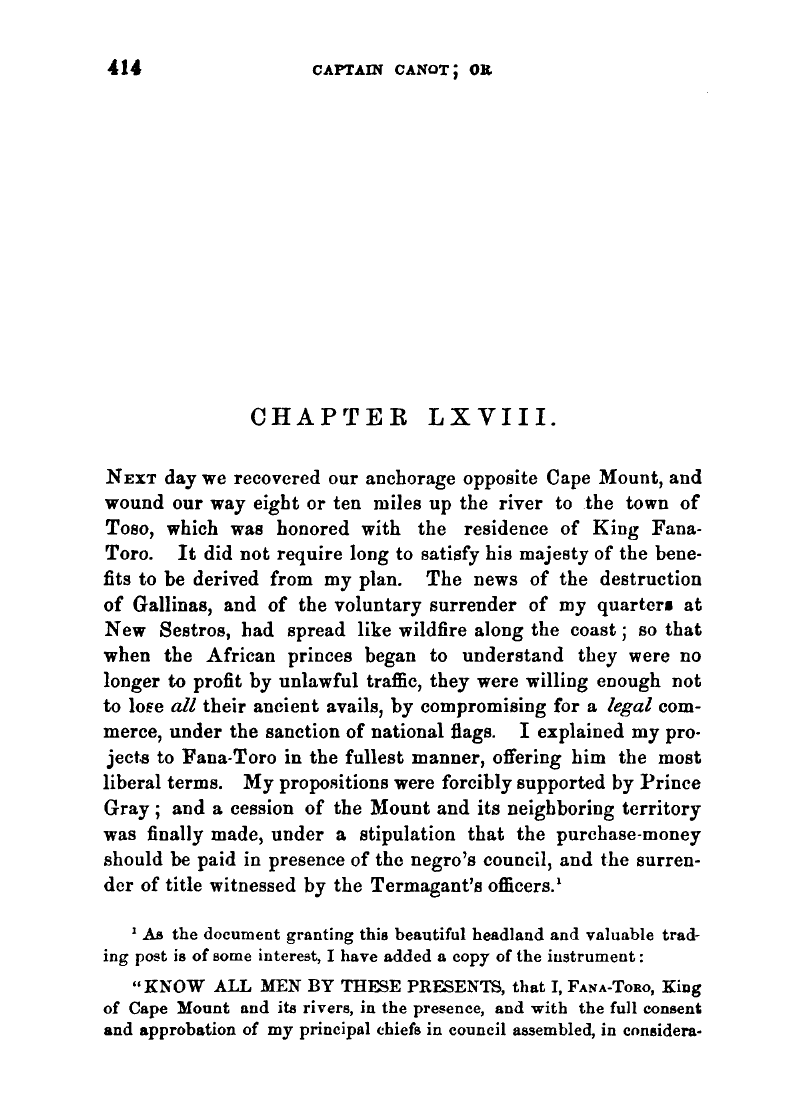 414 CAPTAIN CANOT; OR
CHAPTER LXVIII.
NEXT day we recovered our anchorage opposite Cape Mount, and
wound our way eight or ten miles up the river to the town of
Toso, which was honored with the residence of King Fana-
Toro. It did not require long to satisfy his majesty of the bene-
fits to be derived from my plan. The news of the destruction
of Gallinas, and of the voluntary surrender of my quarters at
New Sestros, had spread like wildfire along the coast; so that
when the African princes began to understand they were no
longer to profit by unlawful traffic, they were willing enough not
to lose all their ancient avails, by compromising for a legal com-
merce, under the sanction of national flags. I explained my pro-
jects to Fana-Toro in the fullest manner, offering him the most
liberal terms. My propositions were forcibly supported by Prince
Gray; and a cession of the Mount and its neighboring territory
was finally made, under a stipulation that the purchase-money
should be paid in presence of the negro's council, and the surren-
der of title witnessed by the Termagant's officers.¹
¹ As the document granting this beautiful headland and valuable trad-
ing post is of some interest, I have added a copy of the instrument:
"KNOW ALL MEN BY THESE PRESENTS, that I, FANA-TORO, King
of Cape Mount and its rivers, in the presence, and with the full consent
and approbation of my principal chiefs in council assembled, in considera-